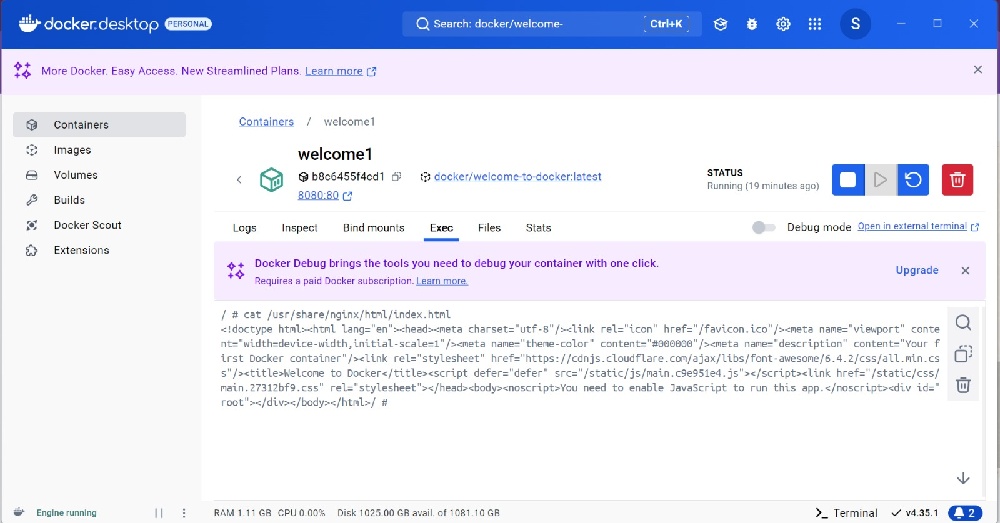 docker.desktop PERSONAL
Search: docker/welcome-
Ctrl+K
S
More Docker. Easy Access. New Streamlined Plans. Learn more
Containers
Images
Volumes
Builds
Docker Scout
Extensions
Containers / welcome1
welcome1
b8c6455f4cd1
docker/welcome-to-docker:latest
8080:80
STATUS
Running (19 minutes ago)
Logs
Inspect
Bind mounts
Exec
Files
Stats
Debug mode
Open in external terminal
Docker Debug brings the tools you need to debug your container with one click.
Requires a paid Docker subscription. Learn more.
Upgrade
/ # cat /usr/share/nginx/html/index.html
<!doctype html><html lang="en"><head><meta charset="utf-8"/><link rel="icon" href="/favicon.ico"/><meta name="viewport" conte
nt="width=device-width,initial-scale=1"/><meta name="theme-color" content="#000000"/><meta name="description" content="Your f
irst Docker container"/><link rel="stylesheet" href="https://cdnjs.cloudflare.com/ajax/libs/font-awesome/6.4.2/css/all.min.cs
s"/><title>Welcome to Docker</title><script defer="defer" src="/static/js/main.c9e951e4.js"></script><link href="/static/css/
main.27312bf9.css" rel="stylesheet"></head><body><noscript>You need to enable JavaScript to run this app.</noscript><div id="
root"></div></body></html>/ #
Engine running
RAM 1.11 GB CPU 0.00% Disk 1025.00 GB avail. of 1081.10 GB
Terminal
v4.35.1
2